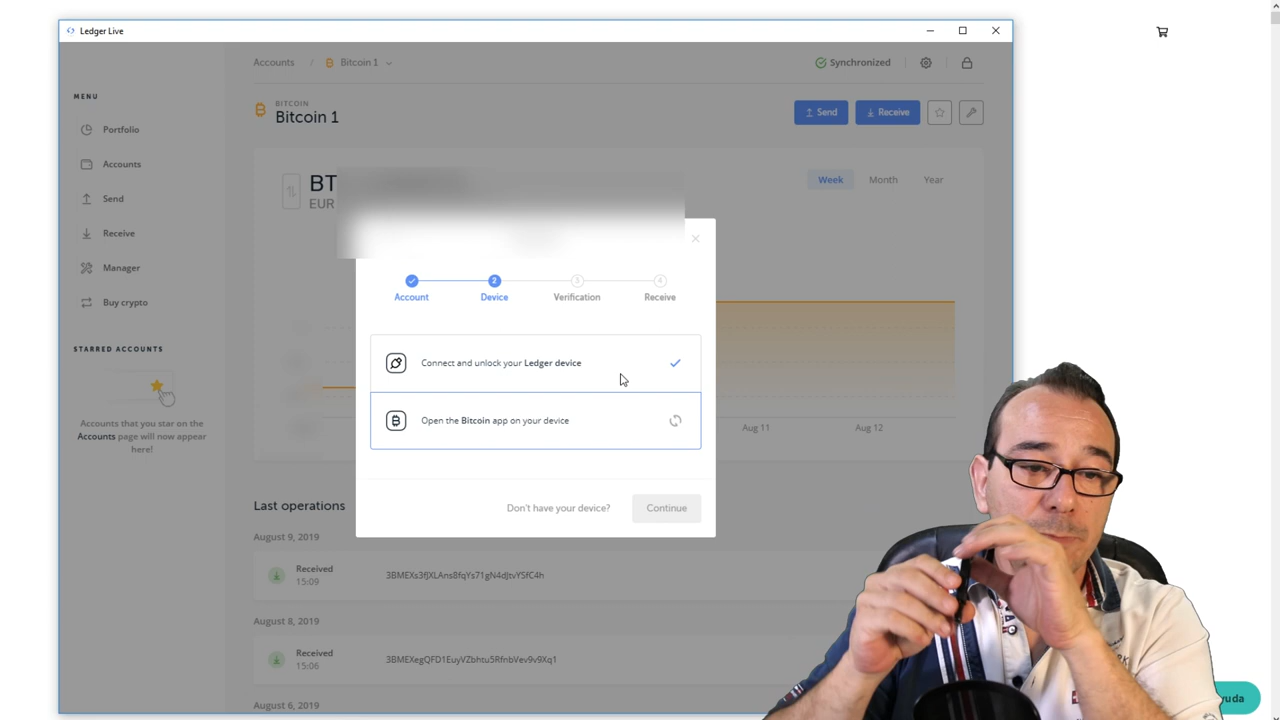 Ledger Live
Accounts / Bitcoin 1
Synchronized
MENU
Portfolio
Accounts
Send
Receive
Manager
Buy crypto
STARRED ACCOUNTS
Accounts that you star on the
Accounts page will now appear
here!
BITCOIN
Bitcoin 1
Send
Receive
BT
EUR
Week
Month
Year
Account
2
Device
3
Verification
4
Receive
Connect and unlock your Ledger device
Open the Bitcoin app on your device
Don't have your device?
Continue
Aug 11
Aug 12
Last operations
August 9, 2019
Received
15:09
August 8, 2019
Received
15:06
August 6, 2019
yuda